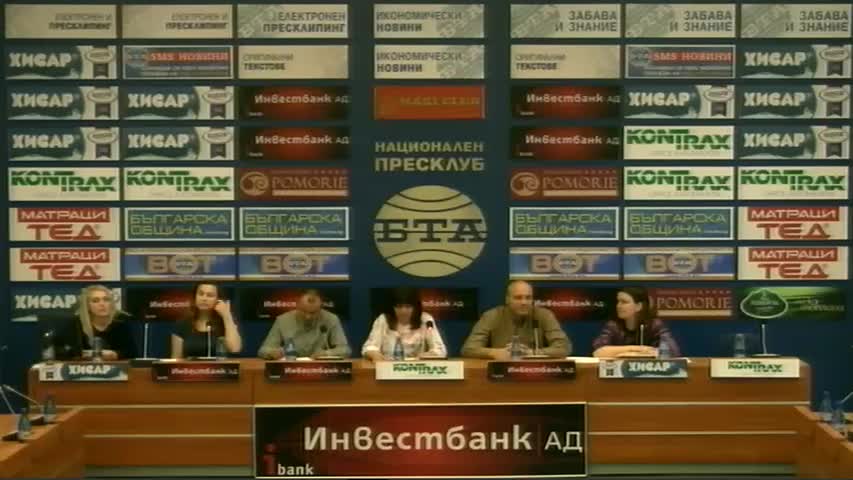 ЕЛЕКТРОНЕН И
ПРЕСКЛИПИНГ
ЕЛЕКТРОНЕН
ПРЕСКЛИПИНГ
ИКОНОМИЧЕСКИ
НОВИНИ
БТА
ЗАБАВА
И ЗНАНИЕ
ЗАБАВА
И ЗНАНИЕ
ХИСАР
SMS НОВИНИ
ОРИГИНАЛНИ
ТЕКСТОВЕ
ИКОНОМИЧЕСКИ
НОВИНИ
ОРИГИНАЛНИ
ТЕКСТОВЕ
SMS НОВИНИ
ХИСАР
ХИСАР
ХИСАР
Инвестбанк АД
Инвестбанк АД
ХИСАР
ХИСАР
ХИСАР
ХИСАР
Инвестбанк АД
НАЦИОНАЛЕН
ПРЕСКЛУБ
Инвестбанк АД
KONTRAX
ХИСАР
KONTRAX
KONTRAX
POMORIE
POMORIE
KONTRAX
KONTRAX
МАТРАЦИ
ТЕД
БЪЛГАРСКА
ОБЩИНА
БЪЛГАРСКА
ОБЩИНА
БТА
БЪЛГАРСКА
ОБЩИНА
БЪЛГАРСКА
ОБЩИНА
МАТРАЦИ
ТЕД
МАТРАЦИ
ТЕД
ВОТ
ВОТ
ВОТ
ВОТ
МАТРАЦИ
ТЕД
ХИСАР
Инвестбанк АД
POMORIE
ХИСАР
Инвестбанк АД
Инвестбанк АД
KONTRAX
Инвестбанк АД
ХИСАР
KONTRAX
Инвестбанк АД
ibank